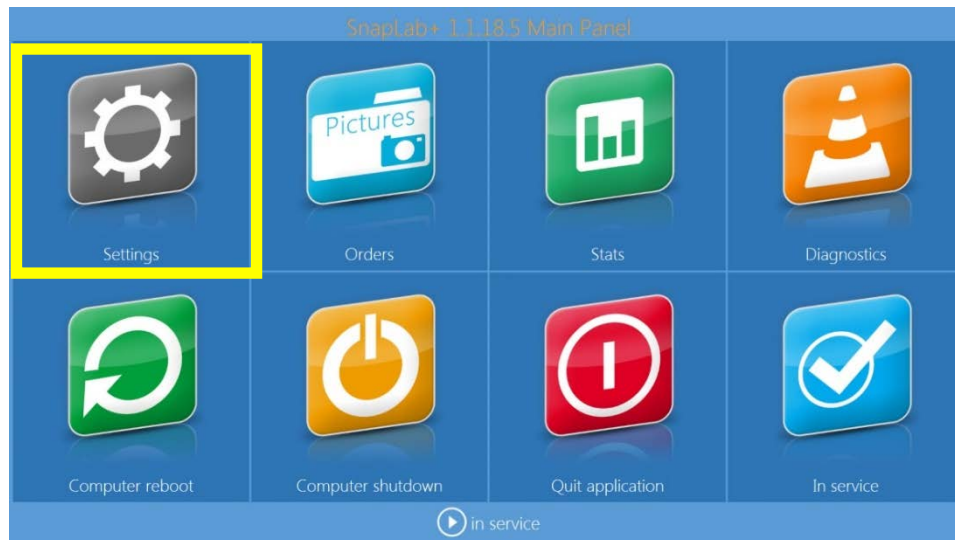 SnapLab+ 1.1.18.5 Main Panel
Pictures
Settings
Orders
Stats
Diagnostics
Computer reboot
Computer shutdown
Quit application
In service
in service